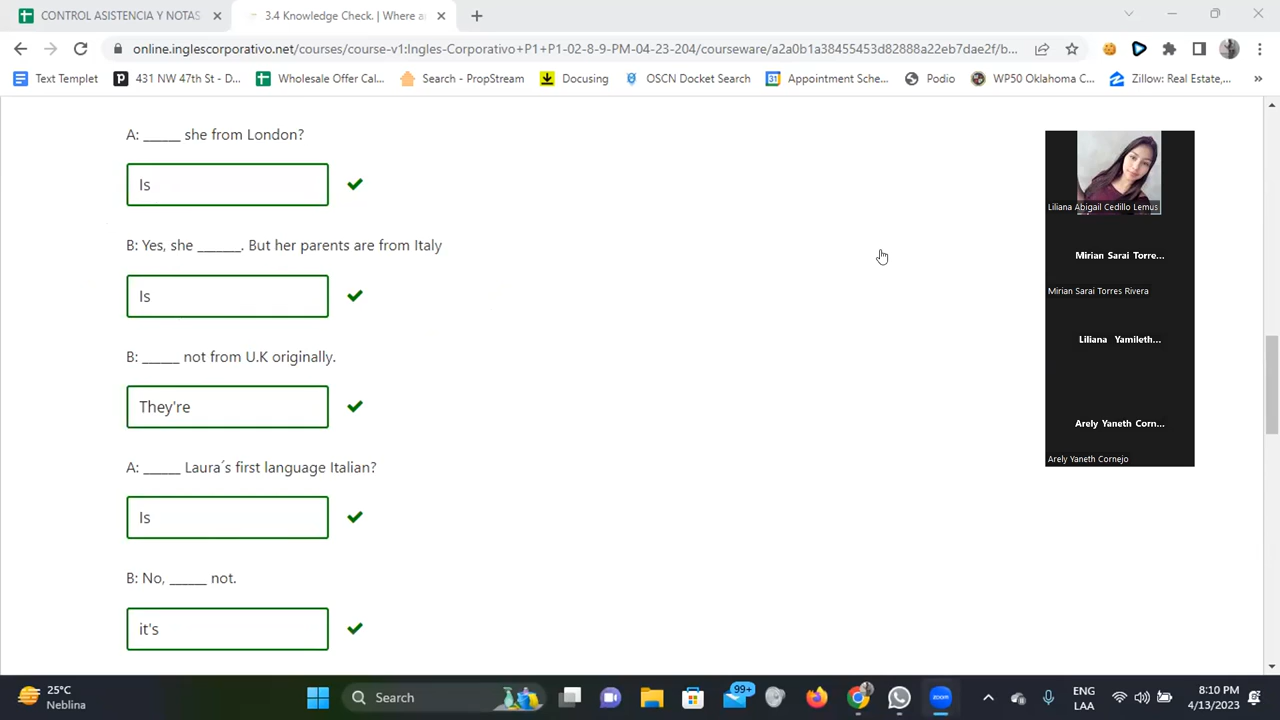 CONTROL ASISTENCIA Y NOTAS
3.4 Knowledge Check. | Where a
online.inglescorporativo.net/courses/course-v1:Ingles-Corporativo+P1+P1-02-8-9-PM-04-23-204/courseware/a2a0b1a38455453d82888a22eb7dae2f/b...
Text Templet
431 NW 47th St - D...
Wholesale Offer Cal...
Search - PropStream
Docusing
OSCN Docket Search
Appointment Sche...
Podio
WP50 Oklahoma C...
Zillow: Real Estate,...
A: _____ she from London?
Is
B: Yes, she ______. But her parents are from Italy
Is
B: _____ not from U.K originally.
They're
A: _____ Laura´s first language Italian?
Is
B: No, _____ not.
it's
Liliana Abigail Cedillo Lemus
Mirian Sarai Torre...
Mirian Sarai Torres Rivera
Liliana Yamileth...
Arely Yaneth Corn...
Arely Yaneth Cornejo
25°C
Neblina
Search
99+
zoom
ENG
LAA
8:10 PM
4/13/2023